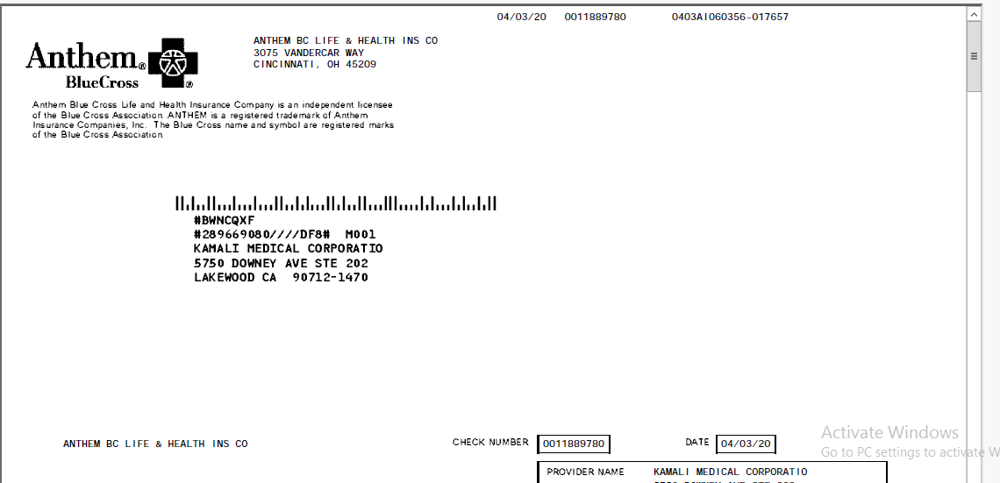 04/03/20 0011889780 0403AI060356-017657
Anthem®
BlueCross ®
ANTHEM BC LIFE & HEALTH INS CO
3075 VANDERCAR WAY
CINCINNATI, OH 45209
Anthem Blue Cross Life and Health Insurance Company is an independent licensee
of the Blue Cross Association. ANTHEM is a registered trademark of Anthem
Insurance Companies, Inc. The Blue Cross name and symbol are registered marks
of the Blue Cross Association.
#BWNCQXF
#289669080////DF8# M001
KAMALI MEDICAL CORPORATIO
5750 DOWNEY AVE STE 202
LAKEWOOD CA 90712-1470
ANTHEM BC LIFE & HEALTH INS CO
CHECK NUMBER 0011889780 DATE 04/03/20
Activate Windows
Go to PC settings to activate W
PROVIDER NAME KAMALI MEDICAL CORPORATIO